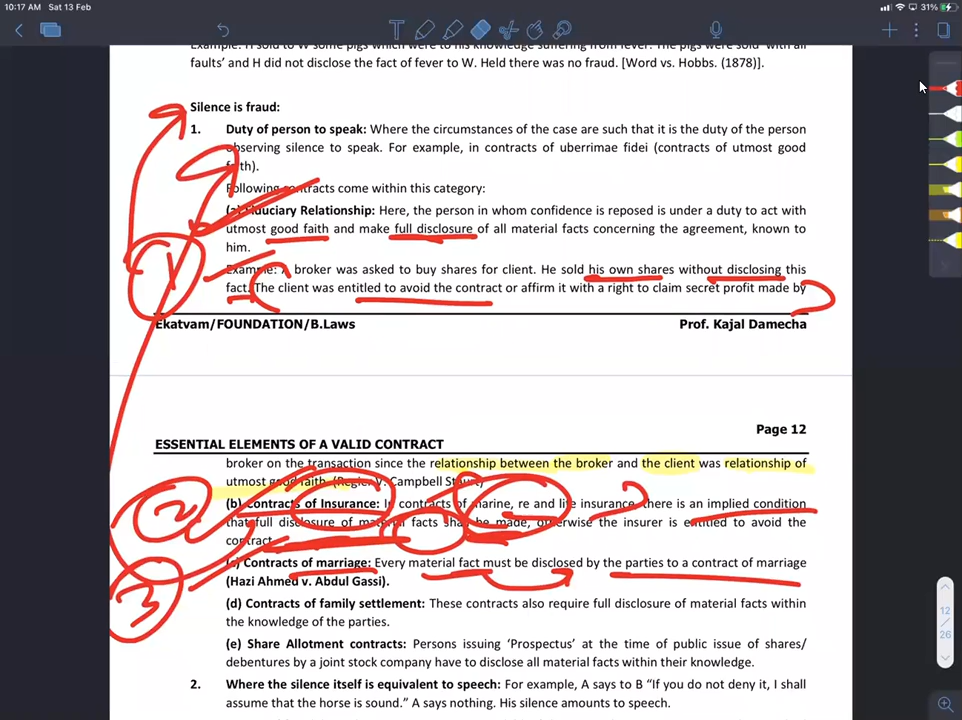 10:17 AM Sat 13 Feb
31%
Example: H sold to W some pigs which were to his knowledge suffering from fever. The pigs were sold 'with all
faults' and H did not disclose the fact of fever to W. Held there was no fraud. [Word vs. Hobbs. (1878)].
Silence is fraud:
1. Duty of person to speak: Where the circumstances of the case are such that it is the duty of the person
observing silence to speak. For example, in contracts of uberrimae fidei (contracts of utmost good
faith).
Following contracts come within this category:
(a) Fiduciary Relationship: Here, the person in whom confidence is reposed is under a duty to act with
utmost good faith and make full disclosure of all material facts concerning the agreement, known to
him.
Example: A broker was asked to buy shares for client. He sold his own shares without disclosing this
fact. The client was entitled to avoid the contract or affirm it with a right to claim secret profit made by
Ekatvam/FOUNDATION/B.Laws Prof. Kajal Damecha
1
Page 12
ESSENTIAL ELEMENTS OF A VALID CONTRACT
broker on the transaction since the relationship between the broker and the client was relationship of
utmost good faith. (Regier V. Campbell Staurt)
2
(b) Contracts of Insurance: In contracts of marine, re and life insurance, there is an implied condition
that full disclosure of material facts shall be made, otherwise the insurer is entitled to avoid the
contract.
3
(c) Contracts of marriage: Every material fact must be disclosed by the parties to a contract of marriage
(Hazi Ahmed v. Abdul Gassi).
(d) Contracts of family settlement: These contracts also require full disclosure of material facts within
the knowledge of the parties.
(e) Share Allotment contracts: Persons issuing 'Prospectus' at the time of public issue of shares/
debentures by a joint stock company have to disclose all material facts within their knowledge.
2. Where the silence itself is equivalent to speech: For example, A says to B "If you do not deny it, I shall
assume that the horse is sound." A says nothing. His silence amounts to speech.
12
/
26